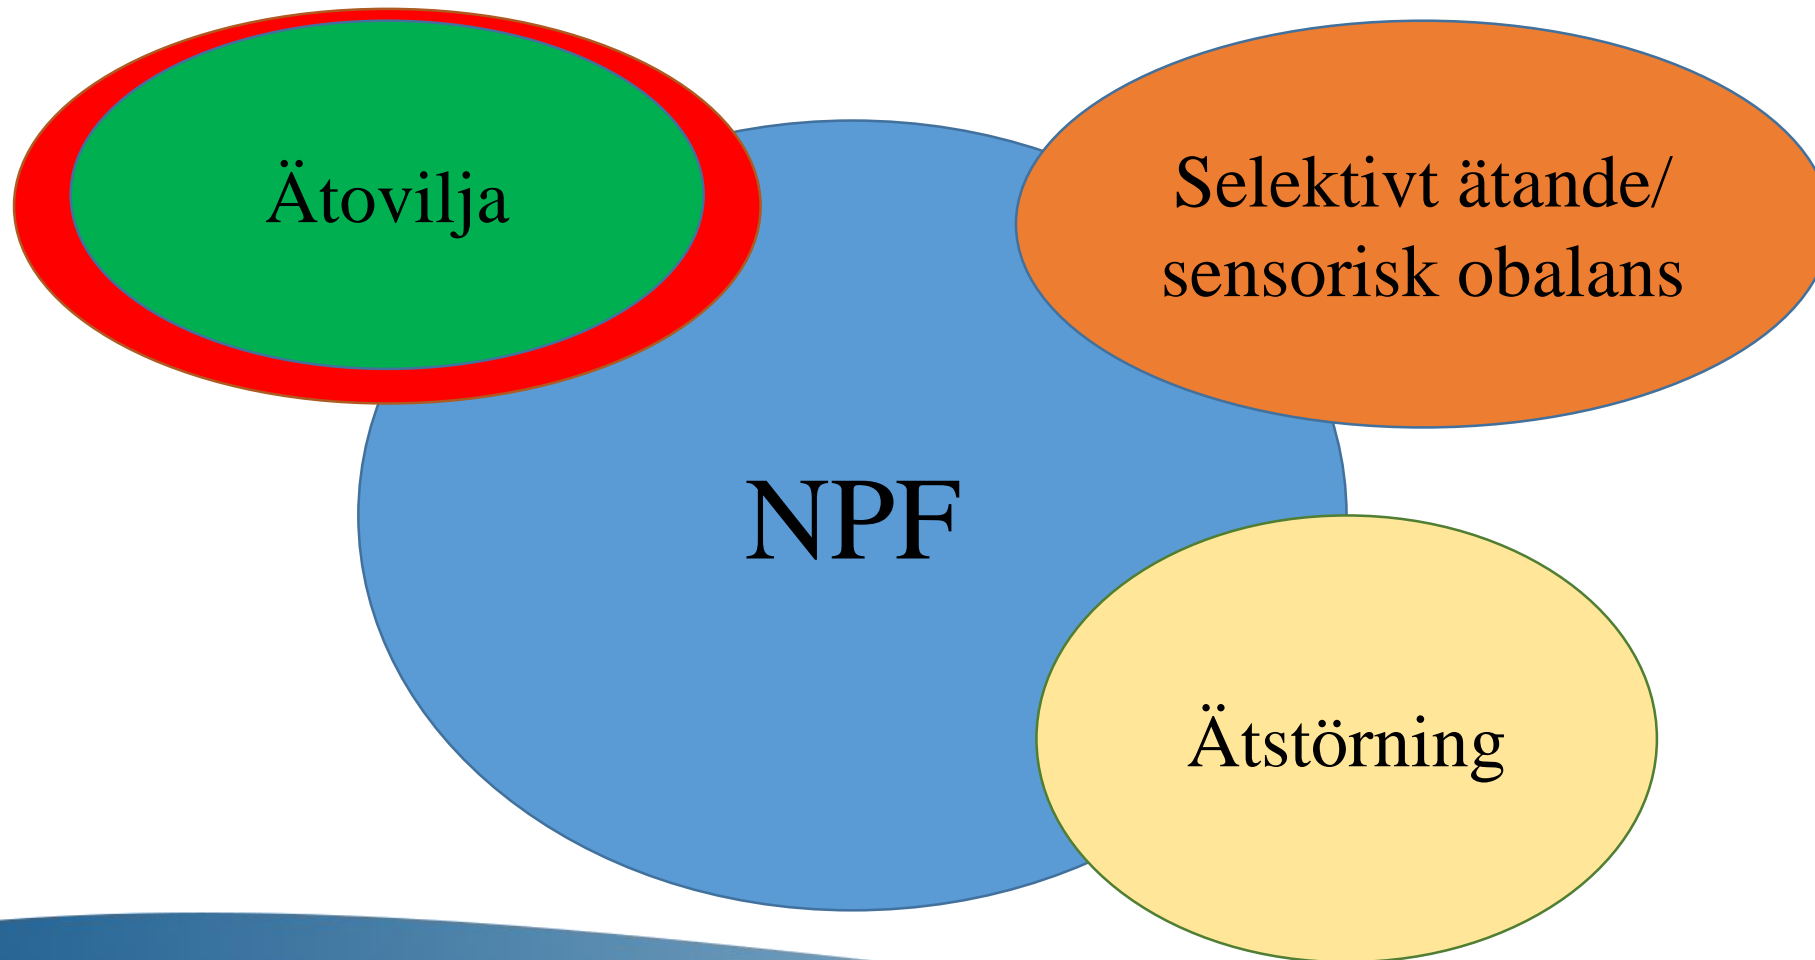 Ätovilja
Selektivt ätande/
sensorisk obalans
NPF
Ätstörning